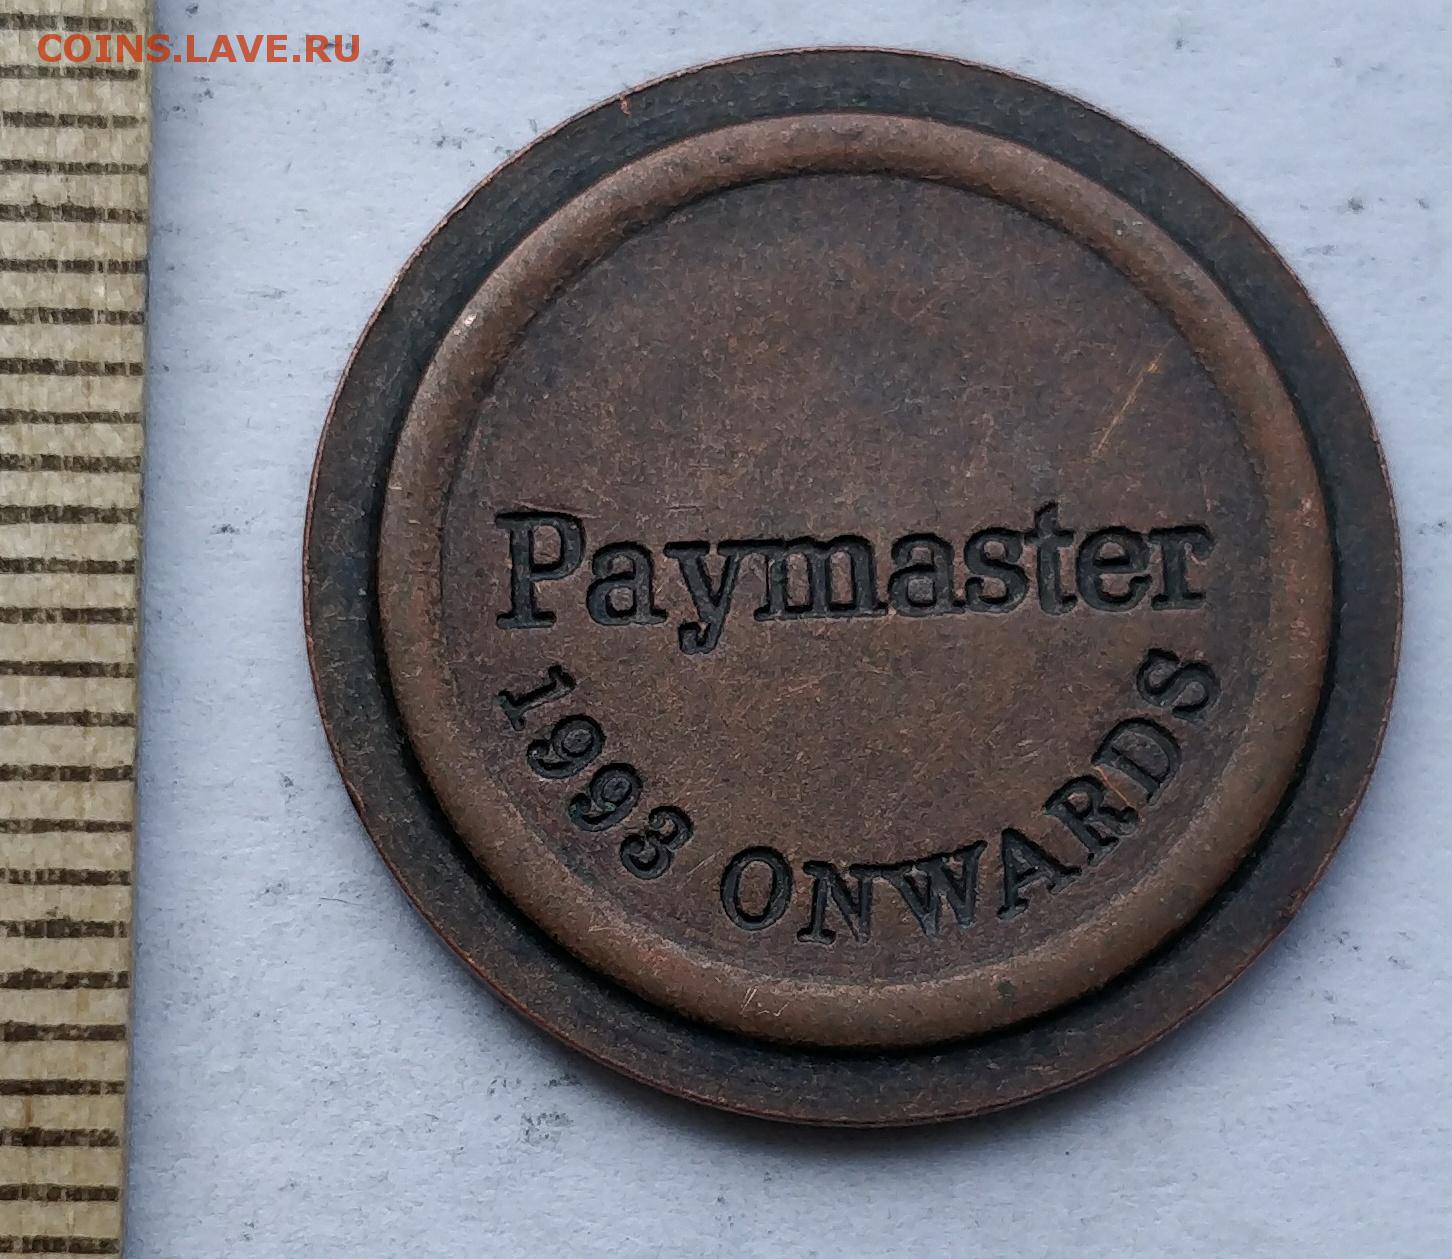 COINS.LAVE.RU
Paymaster
1993 ONWARDS